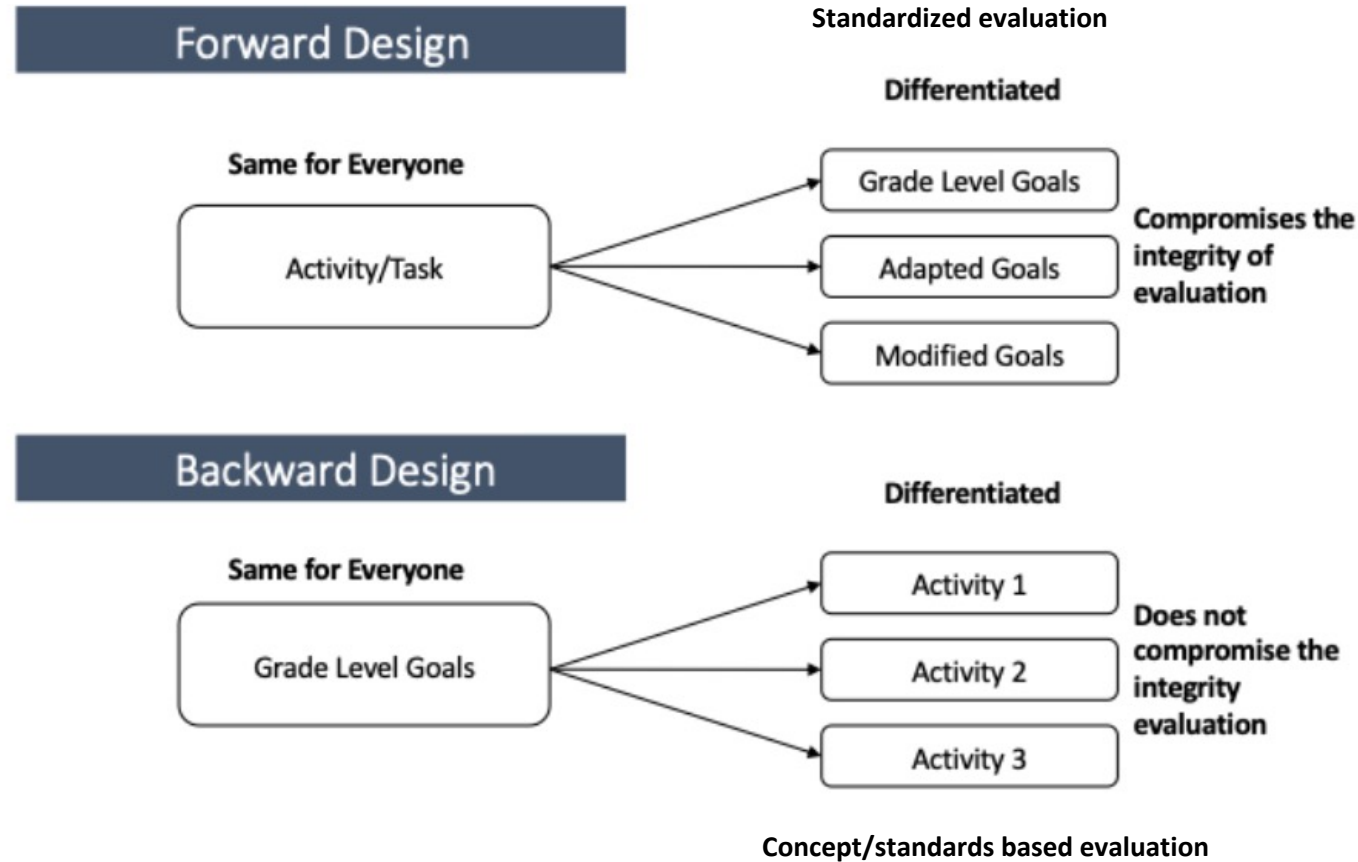 Standardized evaluation
Forward Design
Differentiated
Same for Everyone
Activity/Task
Grade Level Goals
Adapted Goals
Modified Goals
Compromises the
integrity of
evaluation
Backward Design
Differentiated
Same for Everyone
Grade Level Goals
Activity 1
Activity 2
Activity 3
Does not
compromise the
integrity
evaluation
Concept/standards based evaluation